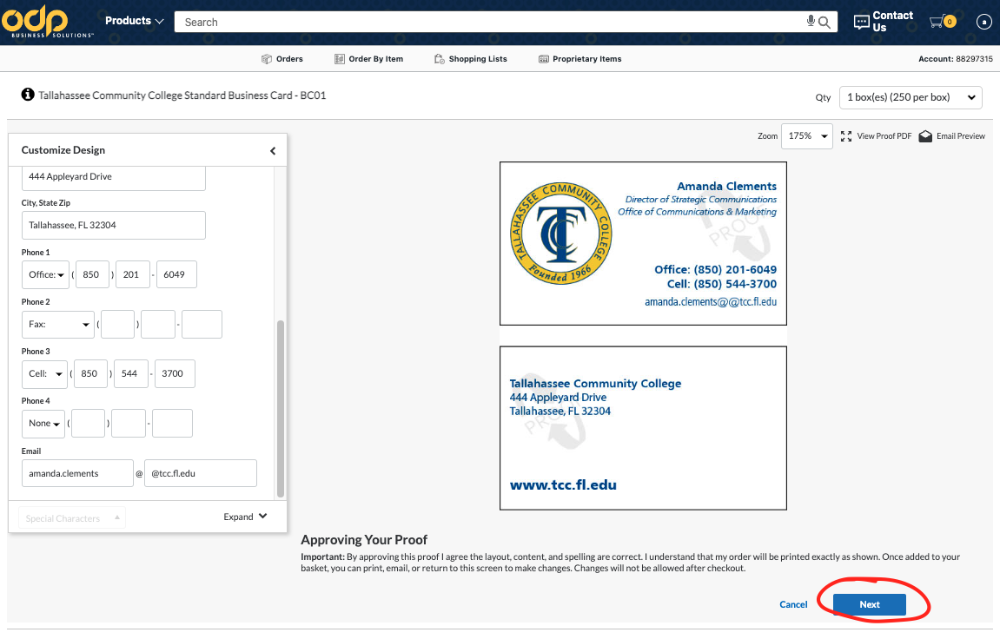 odp
BUSINESS SOLUTIONS™
Products
Search
Contact Us
0
a
Orders
Order By Item
Shopping Lists
Proprietary Items
Account: 88297315
Tallahassee Community College Standard Business Card - BC01
Qty
1 box(es) (250 per box)
Zoom
175%
View Proof PDF
Email Preview
Customize Design
444 Appleyard Drive
City, State Zip
Tallahassee, FL 32304
Phone 1
Office: ( 850 ) 201 - 6049
Phone 2
Fax: ( ) -
Phone 3
Cell: ( 850 ) 544 - 3700
Phone 4
None ( ) -
Email
amanda.clements @ @tcc.fl.edu
Special Characters
Expand
TALLAHASSEE COMMUNITY COLLEGE
TCC
Founded 1966
Amanda Clements
Director of Strategic Communications
Office of Communications & Marketing
PROOF
Office: (850) 201-6049
Cell: (850) 544-3700
amanda.clements@@tcc.fl.edu
Tallahassee Community College
444 Appleyard Drive
Tallahassee, FL 32304
PROOF
www.tcc.fl.edu
Approving Your Proof
Important: By approving this proof I agree the layout, content, and spelling are correct. I understand that my order will be printed exactly as shown. Once added to your
basket, you can print, email, or return to this screen to make changes. Changes will not be allowed after checkout.
Cancel
Next